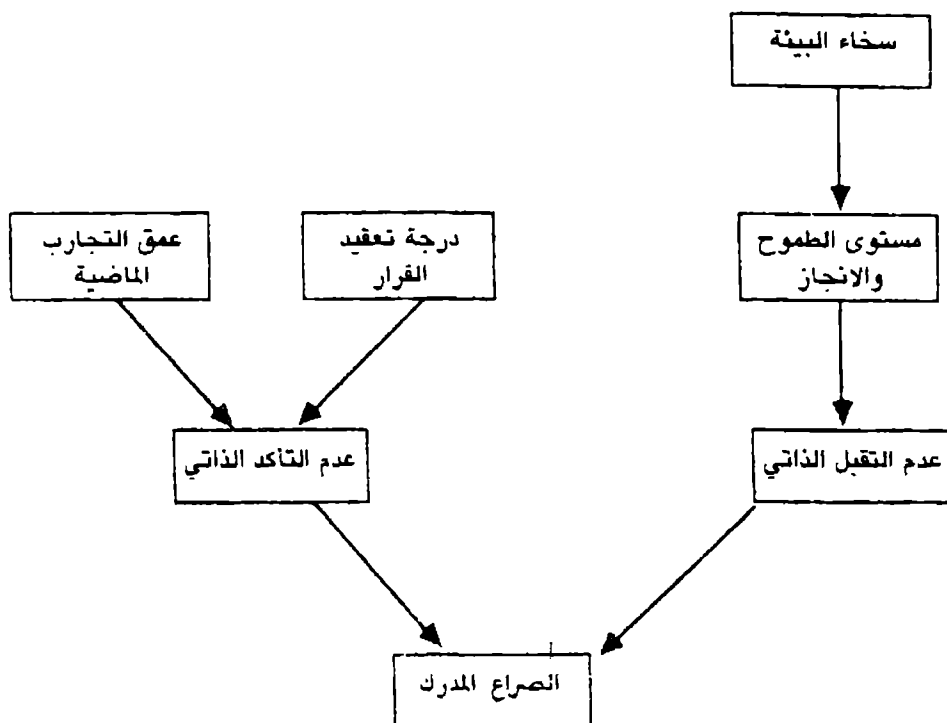 سخاء البيئة
عمق التجارب
الماضية
درجة تعقيد
القرار
مستوى الطموح
والانجاز
عدم التأكد الذاتي
عدم التقبل الذاتي
الصراع المدرك